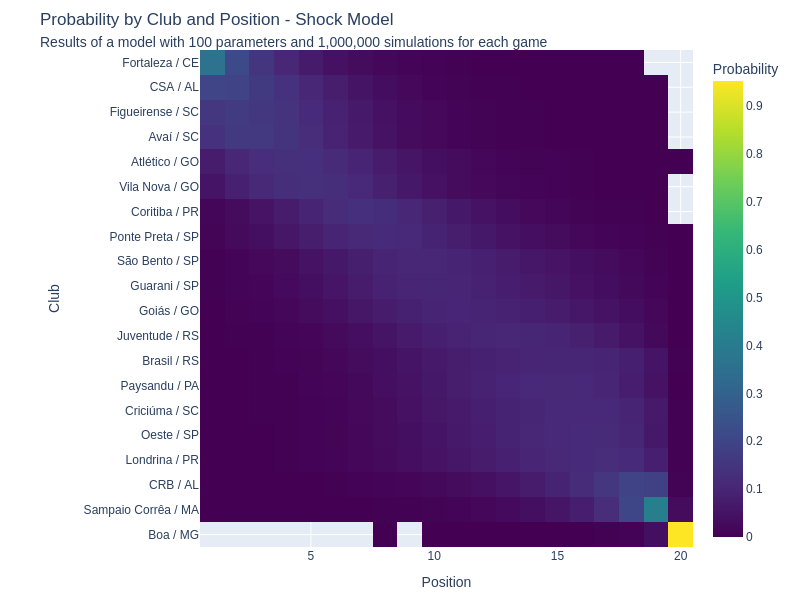 Probability by Club and Position - Shock Model
Results of a model with 100 parameters and 1,000,000 simulations for each game
Probability
Fortaleza / CE
CSA / AL
Figueirense / SC
Avaí / SC
Atlético / GO
Vila Nova / GO
Coritiba / PR
Ponte Preta / SP
São Bento / SP
Guarani / SP
Goiás / GO
Juventude / RS
Brasil / RS
Paysandu / PA
Criciúma / SC
Oeste / SP
Londrina / PR
CRB / AL
Sampaio Corrêa / MA
Boa / MG
Club
5
10
15
20
Position
0.9
0.8
0.7
0.6
0.5
0.4
0.3
0.2
0.1
0